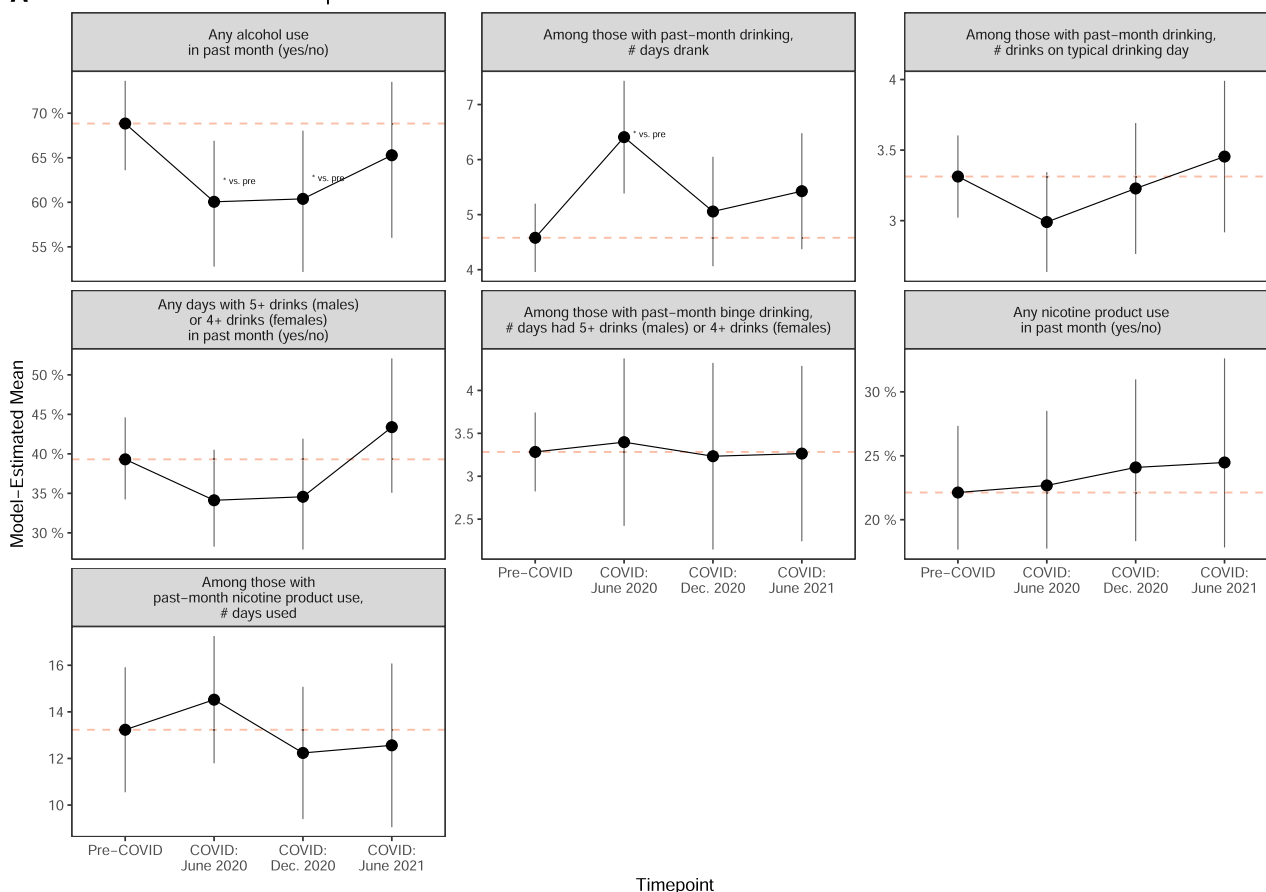 Any alcohol use
in past month (yes/no)
Among those with past−month drinking,
# days drank
Among those with past−month drinking,
# drinks on typical drinking day
70 %
65 %
60 %
55 %
* vs. pre
* vs. pre
7
6
5
4
* vs. pre
4
3.5
3
Any days with 5+ drinks (males)
or 4+ drinks (females)
in past month (yes/no)
Among those with past−month binge drinking,
# days had 5+ drinks (males) or 4+ drinks (females)
Any nicotine product use
in past month (yes/no)
Model−Estimated Mean
50 %
45 %
40 %
35 %
30 %
4
3.5
3
2.5
30 %
25 %
20 %
Pre−COVID
COVID:
June 2020
COVID:
Dec. 2020
COVID:
June 2021
Pre−COVID
COVID:
June 2020
COVID:
Dec. 2020
COVID:
June 2021
Among those with
past−month nicotine product use,
# days used
16
14
12
10
Pre−COVID
COVID:
June 2020
COVID:
Dec. 2020
COVID:
June 2021
Timepoint